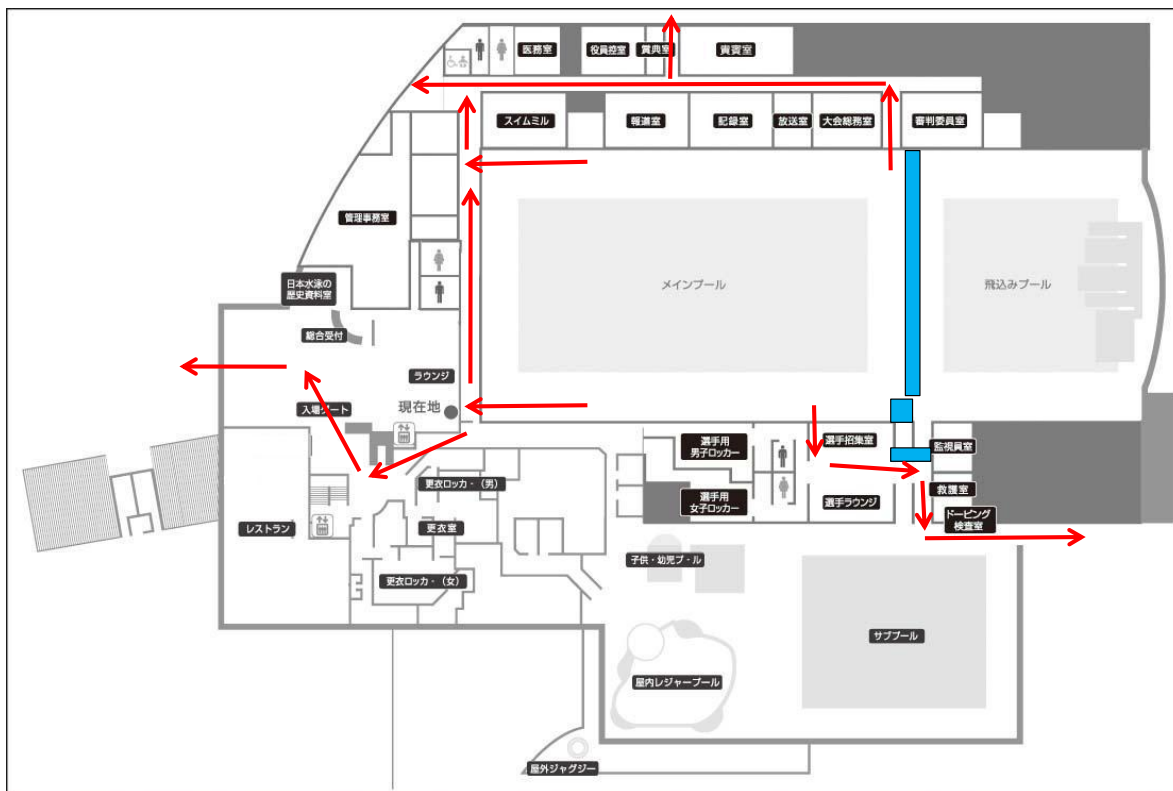 医務室
役員控室
賞典室
貴賓室
スイムミル
報道室
記録室
放送室
大会総務室
審判委員室
管理事務室
メインプール
飛込みプール
日本水泳の
歴史資料室
総合受付
ラウンジ
入場ゲート
現在地
選手用
男子ロッカー
選手招集室
監視員室
更衣ロッカ・（男）
選手用
女子ロッカー
選手ラウンジ
救護室
ドーピング
検査室
レストラン
更衣室
子供・幼児プール
更衣ロッカ・（女）
サブプール
屋内レジャープール
屋外ジャグジー